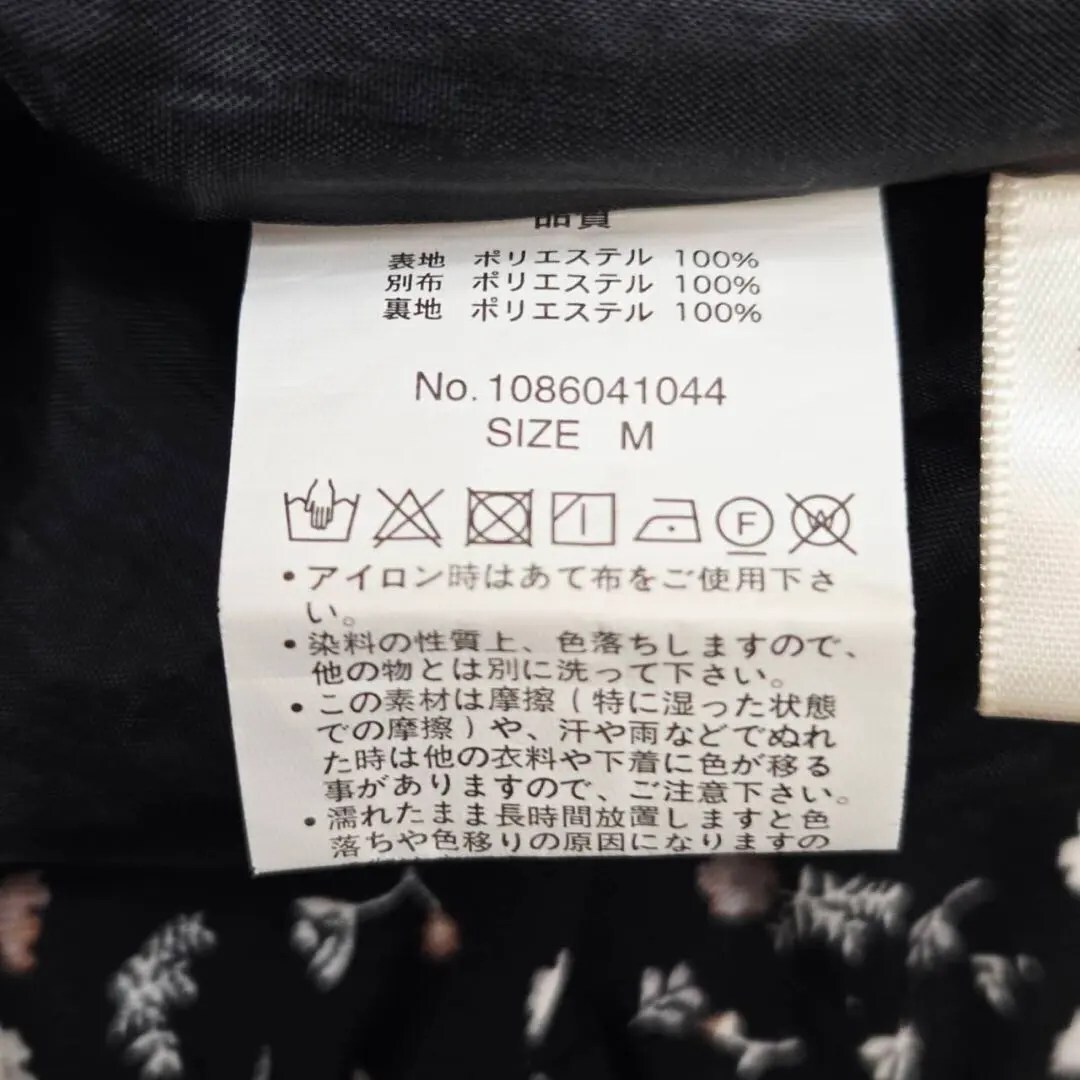 品質
表地 ポリエステル 100%
別布 ポリエステル 100%
裏地 ポリエステル 100%
No. 1086041044
SIZE M
F W
•アイロン時はあて布をご使用下さ
い。
•染料の性質上、色落ちしますので、
他の物とは別に洗って下さい。
•この素材は摩擦(特に湿った状態
での摩擦)や、汗や雨などでぬれ
た時は他の衣料や下着に色が移る
事がありますので、ご注意下さい。
•濡れたまま長時間放置しますと色
落ちや色移りの原因になりますの